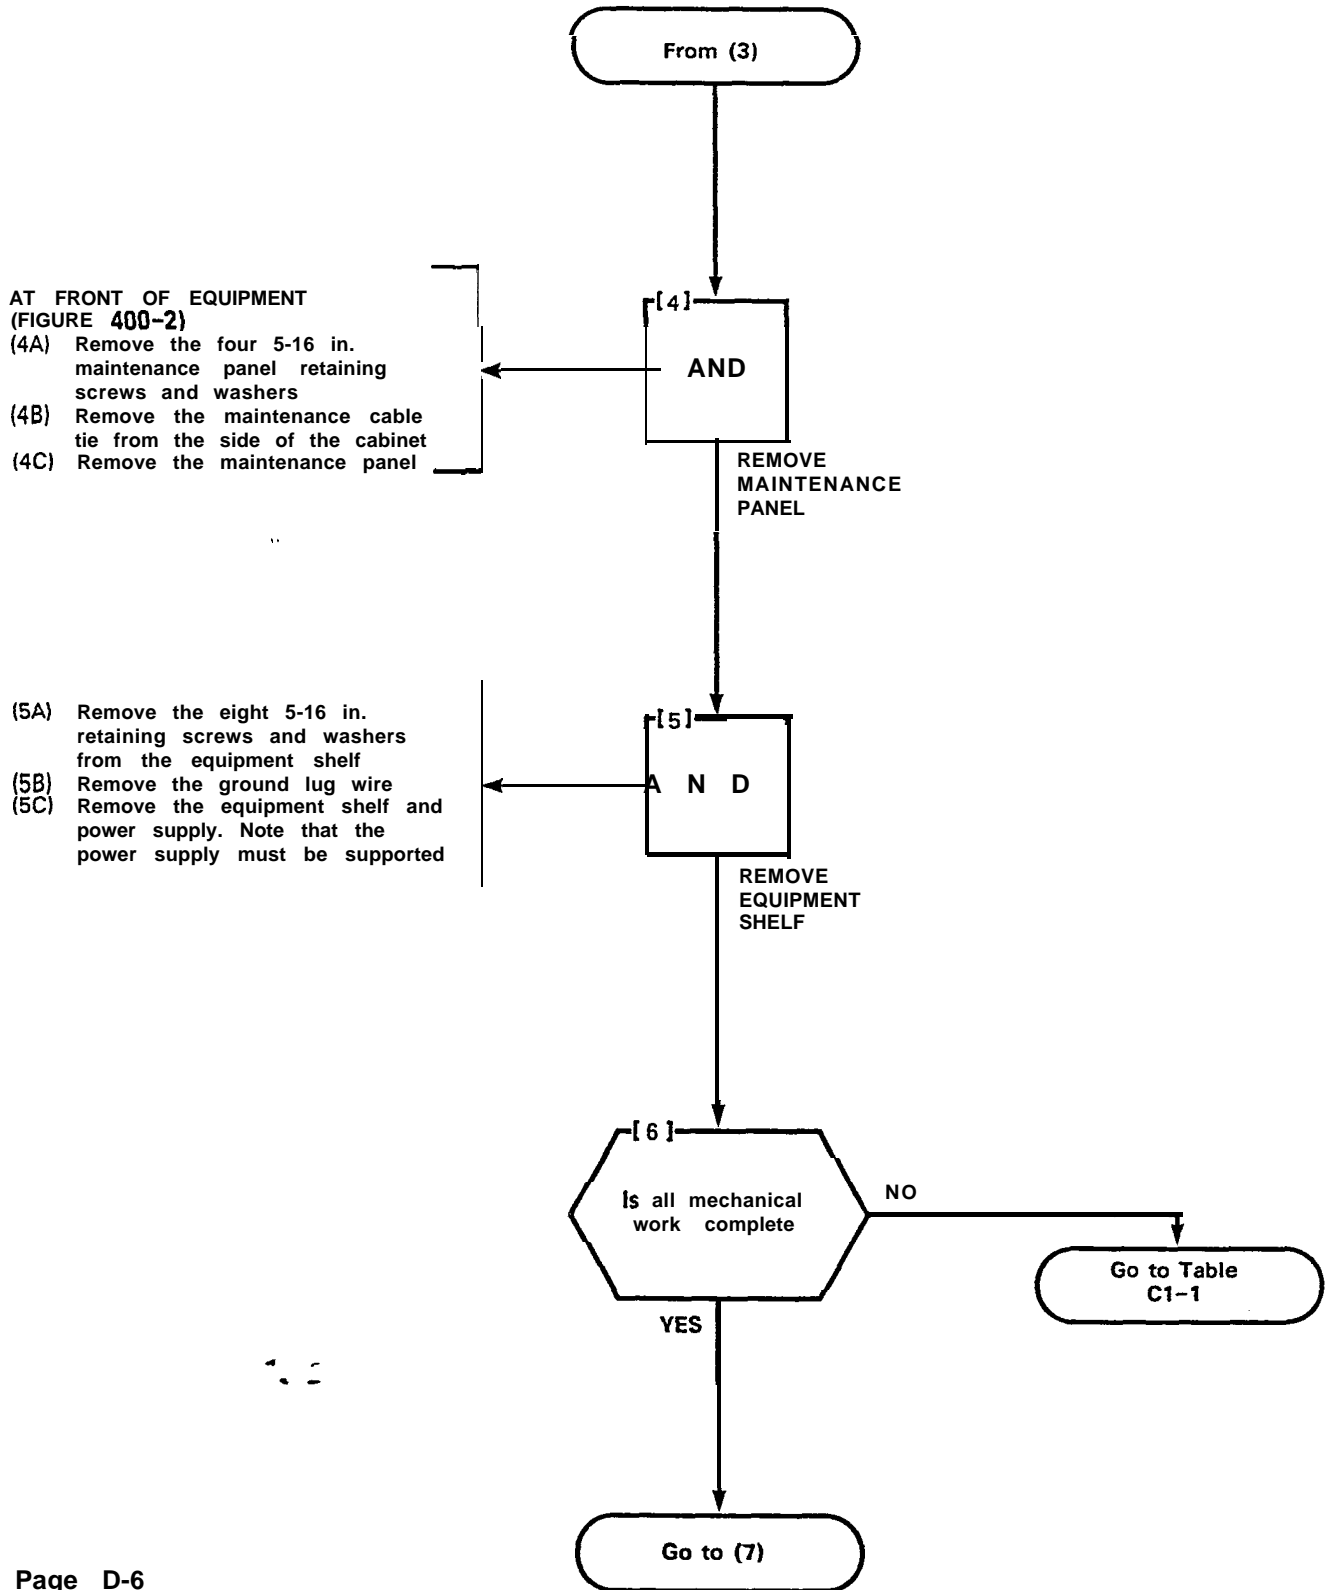 From (3)
[4]
AND
AT FRONT OF EQUIPMENT
(FIGURE 400-2)
(4A) Remove the four 5-16 in.
maintenance panel retaining
screws and washers
(4B) Remove the maintenance cable
tie from the side of the cabinet
(4C) Remove the maintenance panel
REMOVE
MAINTENANCE
PANEL
[5]
A N D
(5A) Remove the eight 5-16 in.
retaining screws and washers
from the equipment shelf
(5B) Remove the ground lug wire
(5C) Remove the equipment shelf and
power supply. Note that the
power supply must be supported
REMOVE
EQUIPMENT
SHELF
[6]
Is all mechanical
work complete
NO
Go to Table
C1-1
YES
Go to (7)
Page D-6